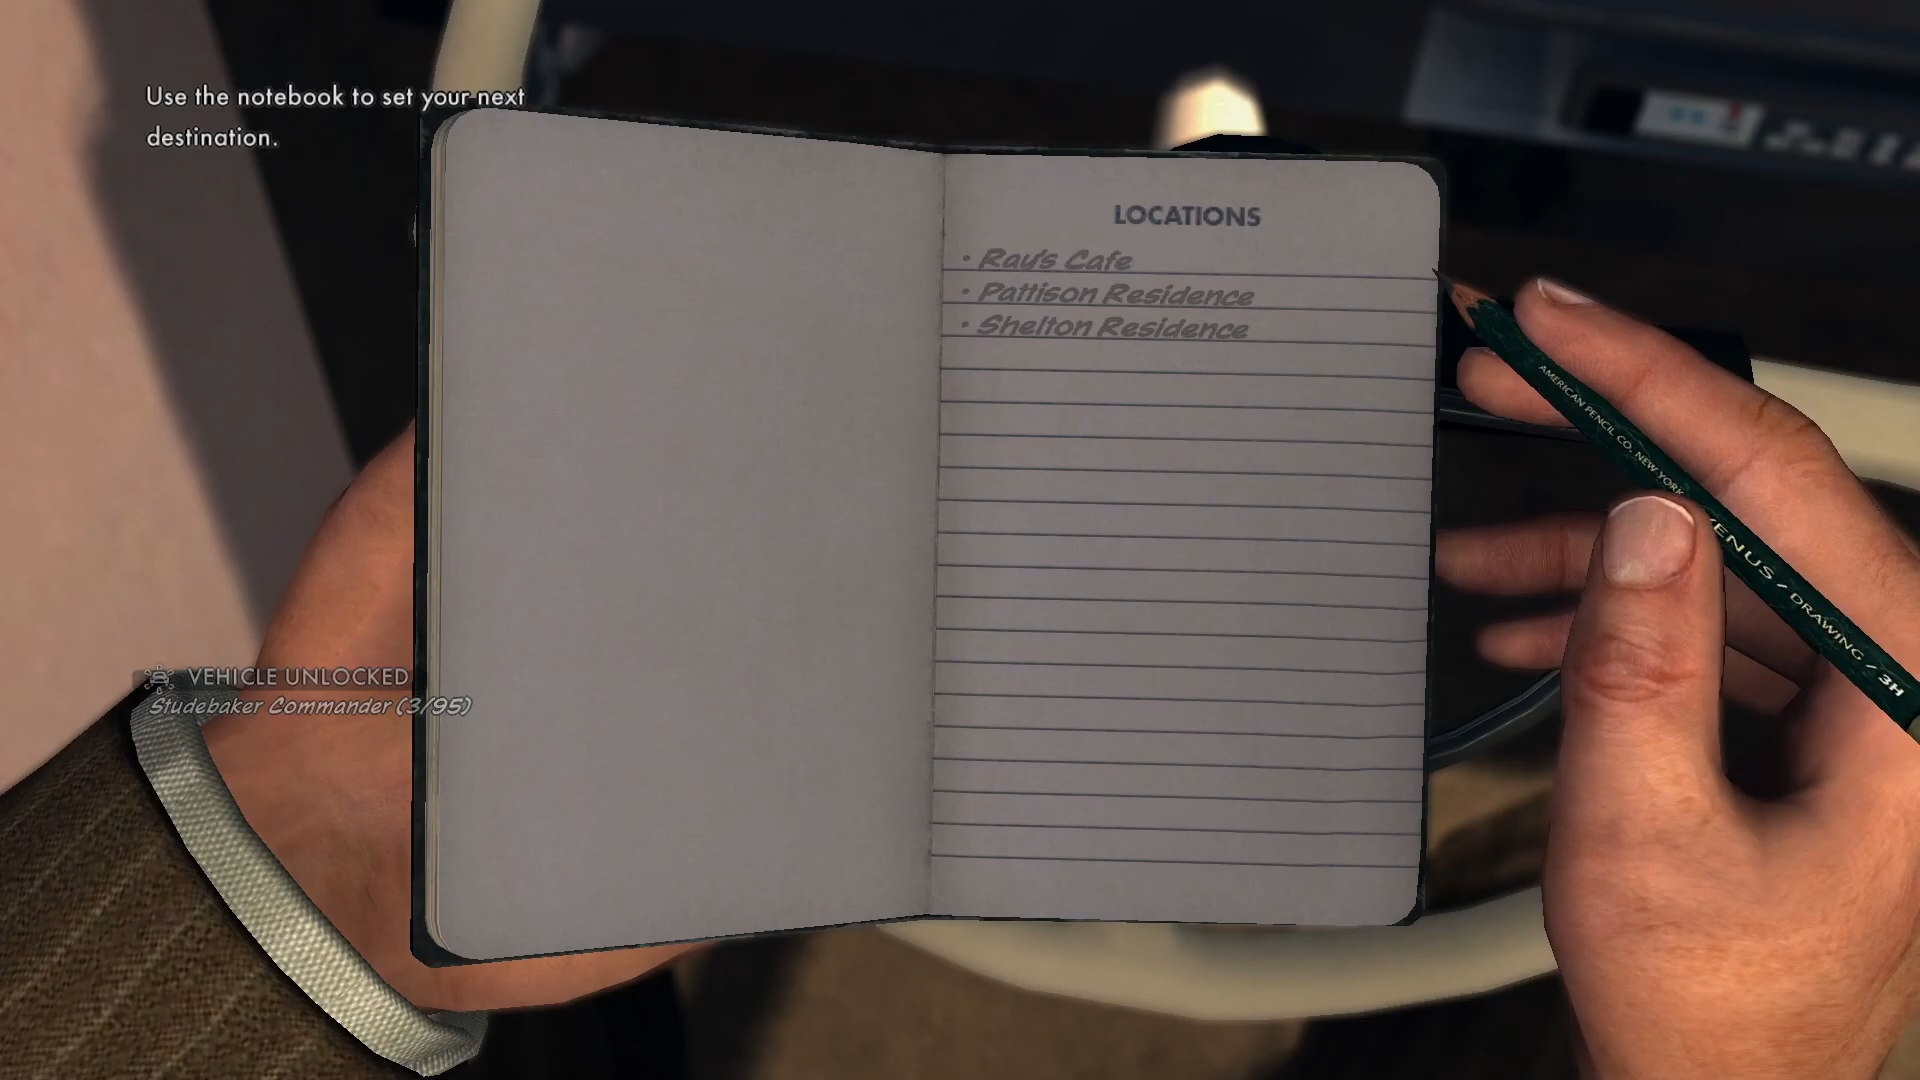 Use the notebook to set your next
destination.
LOCATIONS
• Ray's Cafe
• Pattison Residence
• Shelton Residence
AMERICAN PENCIL CO. NEW YORK
VENUS / DRAWING / 3H
VEHICLE UNLOCKED
Studebaker Commander (3/95)